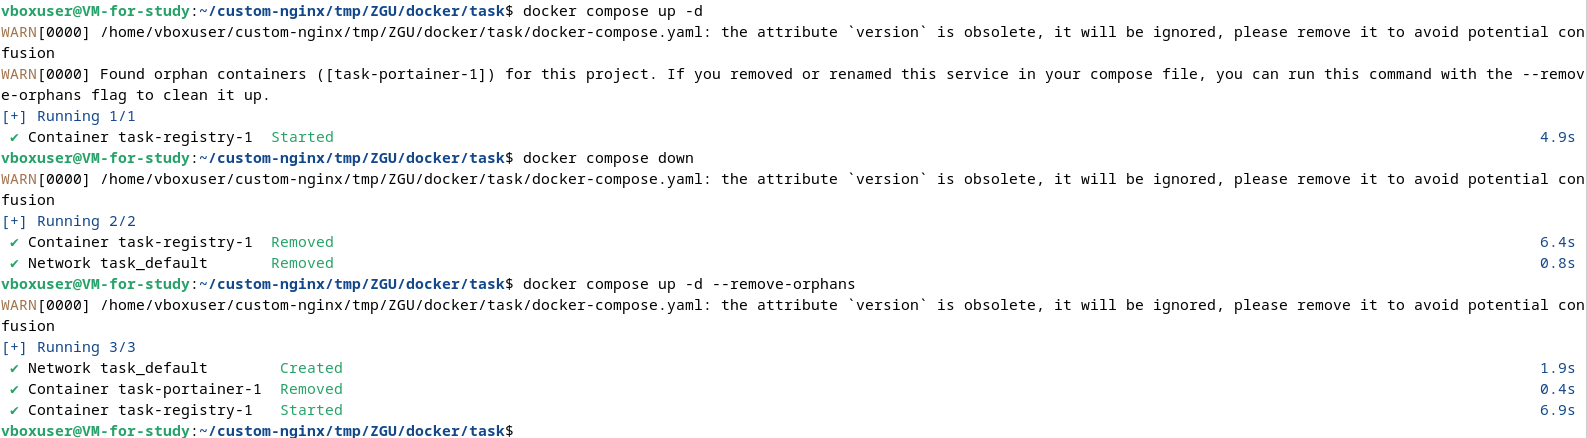 vboxuser@VM-for-study:~/custom-nginx/tmp/ZGU/docker/task$ docker compose up -d
WARN[0000] /home/vboxuser/custom-nginx/tmp/ZGU/docker/task/docker-compose.yaml: the attribute `version` is obsolete, it will be ignored, please remove it to avoid potential con
fusion
WARN[0000] Found orphan containers ([task-portainer-1]) for this project. If you removed or renamed this service in your compose file, you can run this command with the --remov
e-orphans flag to clean it up.
[+] Running 1/1
 ✔ Container task-registry-1  Started 4.9s
vboxuser@VM-for-study:~/custom-nginx/tmp/ZGU/docker/task$ docker compose down
WARN[0000] /home/vboxuser/custom-nginx/tmp/ZGU/docker/task/docker-compose.yaml: the attribute `version` is obsolete, it will be ignored, please remove it to avoid potential con
fusion
[+] Running 2/2
 ✔ Container task-registry-1  Removed 6.4s
 ✔ Network task_default       Removed 0.8s
vboxuser@VM-for-study:~/custom-nginx/tmp/ZGU/docker/task$ docker compose up -d --remove-orphans
WARN[0000] /home/vboxuser/custom-nginx/tmp/ZGU/docker/task/docker-compose.yaml: the attribute `version` is obsolete, it will be ignored, please remove it to avoid potential con
fusion
[+] Running 3/3
 ✔ Network task_default        Created 1.9s
 ✔ Container task-portainer-1  Removed 0.4s
 ✔ Container task-registry-1   Started 6.9s
vboxuser@VM-for-study:~/custom-nginx/tmp/ZGU/docker/task$